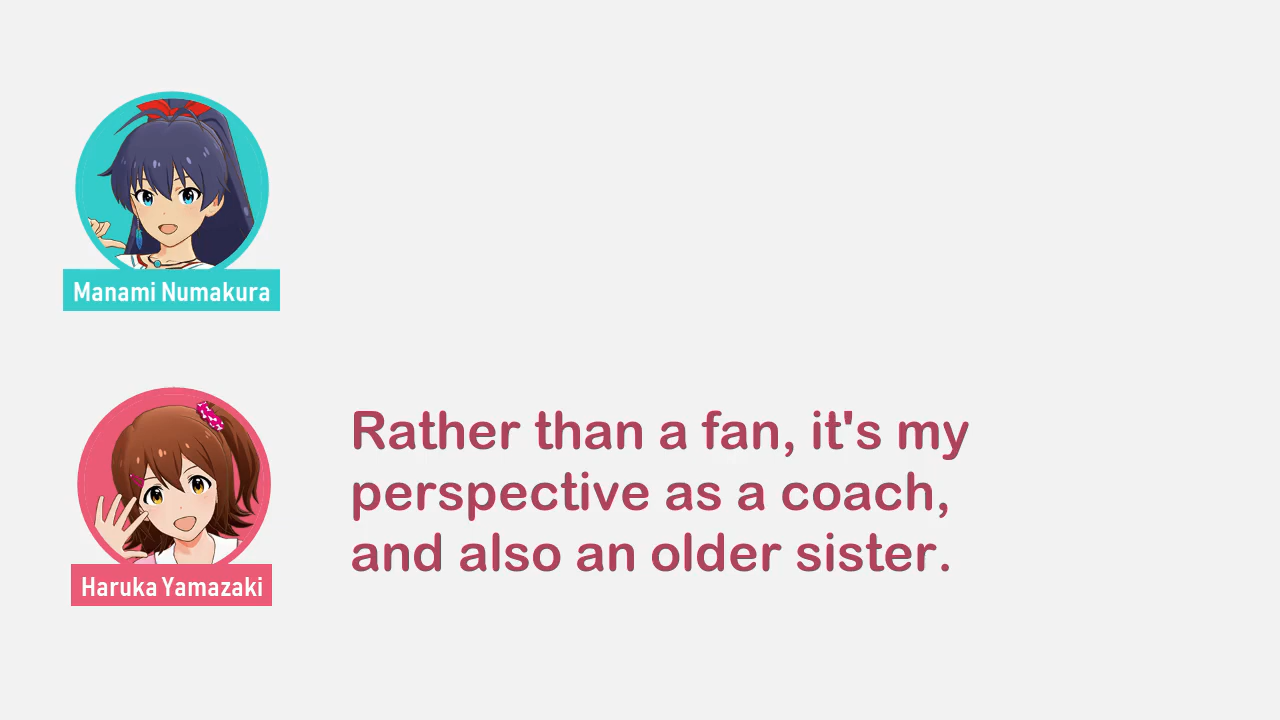 Manami Numakura
Rather than a fan, it's my
perspective as a coach,
and also an older sister.
Haruka Yamazaki